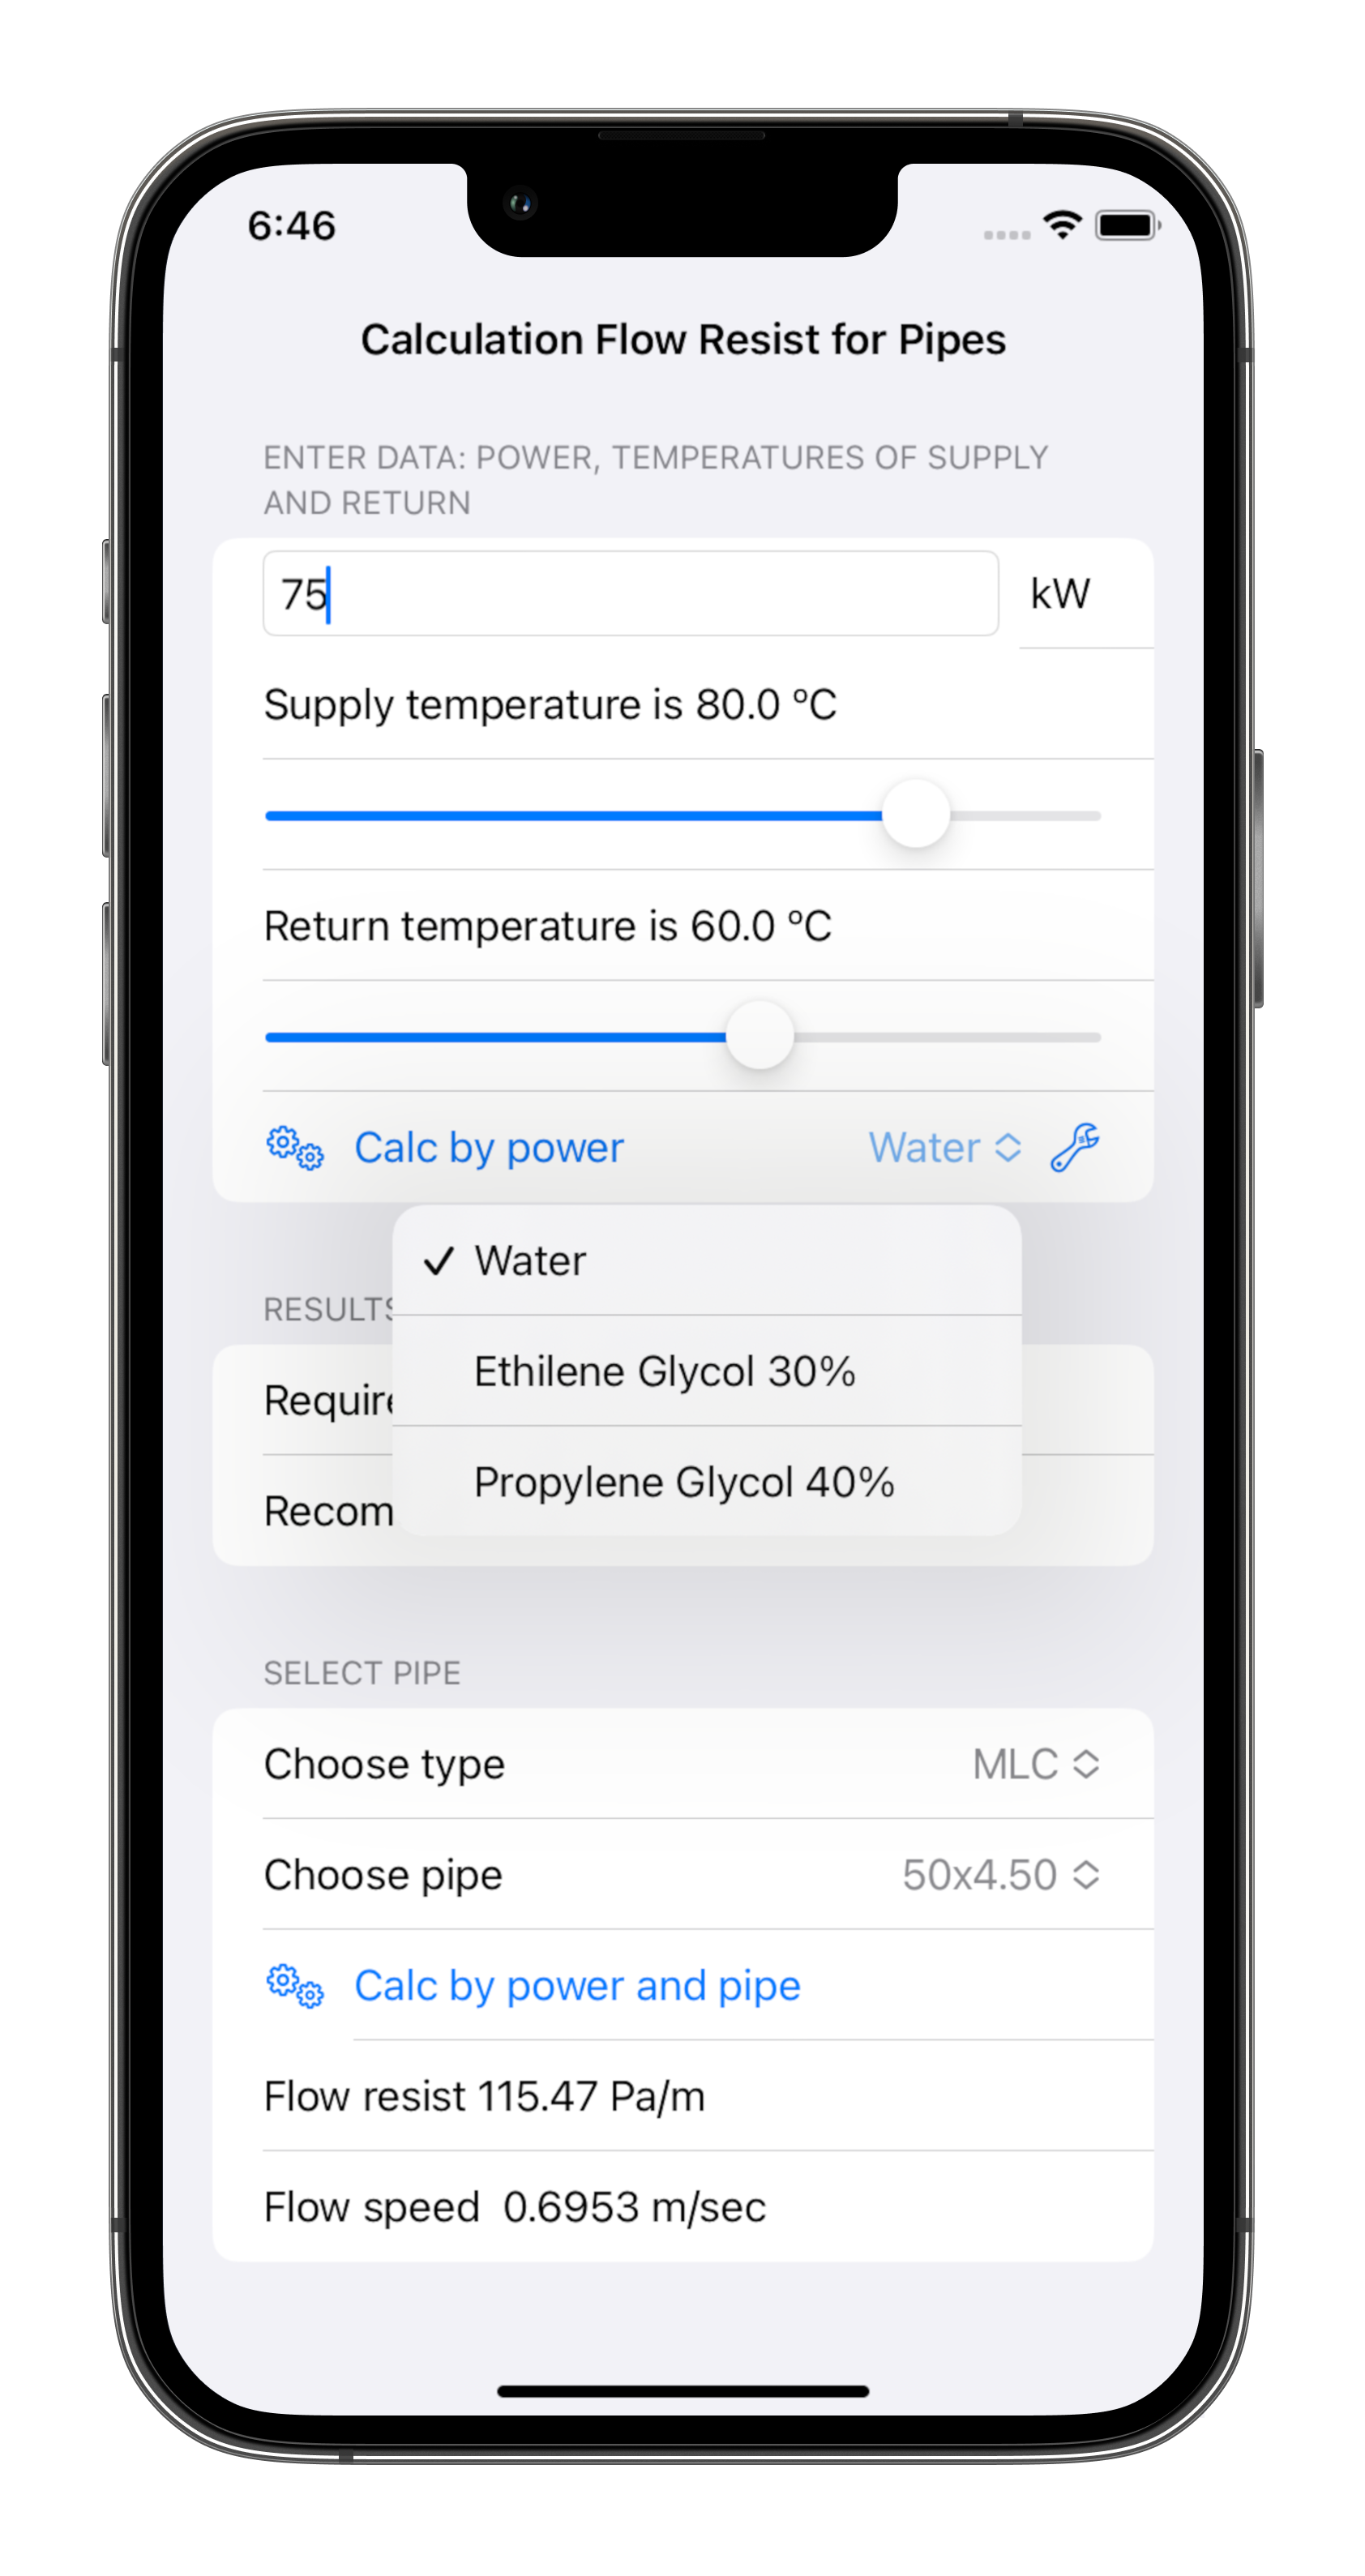 6:46
Calculation Flow Resist for Pipes
ENTER DATA: POWER, TEMPERATURES OF SUPPLY
AND RETURN
75 kW
Supply temperature is 80.0 ºC
Return temperature is 60.0 ºC
Calc by power Water
Water
RESULTS
Ethilene Glycol 30%
Propylene Glycol 40%
SELECT PIPE
Choose type MLC
Choose pipe 50x4.50
Calc by power and pipe
Flow resist 115.47 Pa/m
Flow speed 0.6953 m/sec